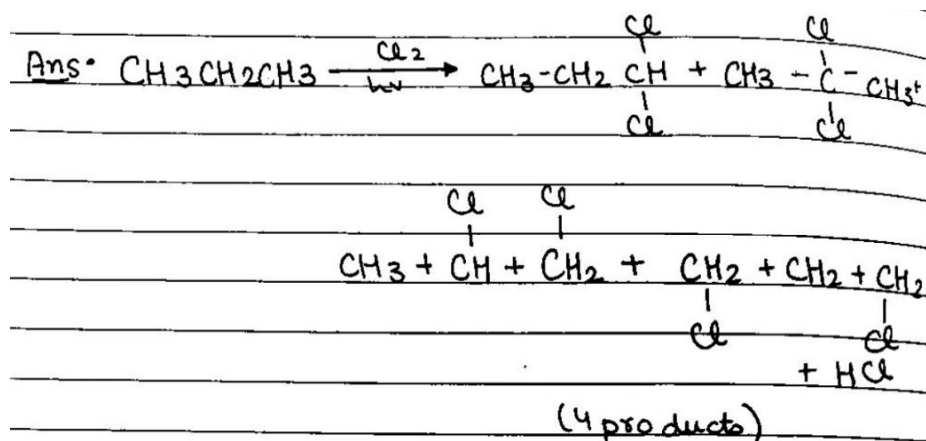 Cl Cl
Ans. CH3CH2CH3 Cl2 hν → CH3-CH2 CH + CH3 - C - CH3 +
Cl Cl
Cl Cl
CH3 + CH + CH2 + CH2 + CH2 + CH2
Cl Cl
+ HCl
(4 products)